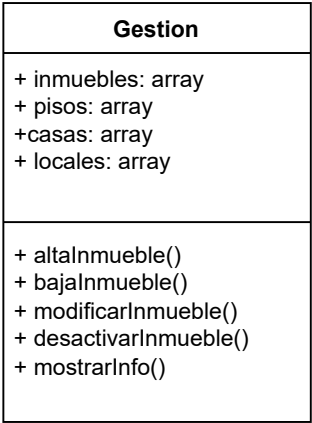 Gestion
+ inmuebles: array
+ pisos: array
+casas: array
+ locales: array
+ altaInmueble()
+ bajaInmueble()
+ modificarInmueble()
+ desactivarInmueble()
+ mostrarInfo()